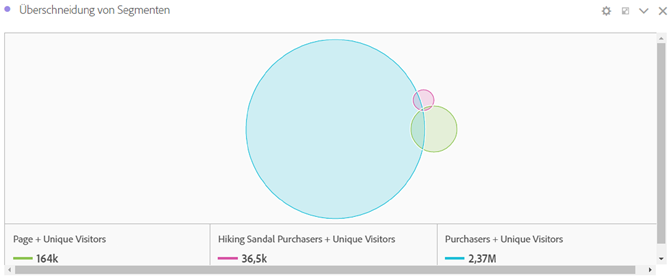 Überschneidung von Segmenten
Page + Unique Visitors
Hiking Sandal Purchasers + Unique Visitors
Purchasers + Unique Visitors
164k
36,5k
2,37M